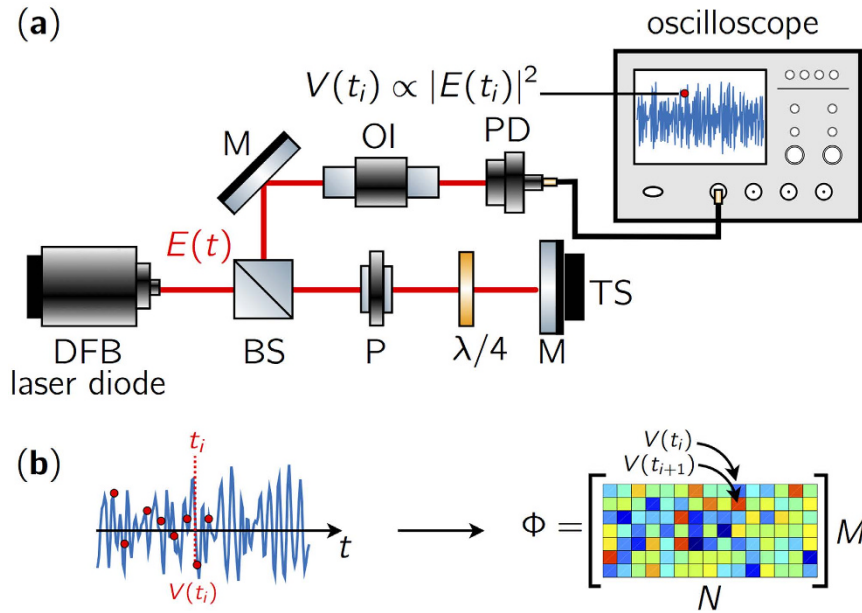 (a)
oscilloscope
V(t_i) ∝ |E(t_i)|²
M
OI
PD
E(t)
DFB
laser diode
BS
P
λ/4
M
TS
(b)
t_i
t
V(t_i)
V(t_i)
V(t_{i+1})
Φ =
M
N